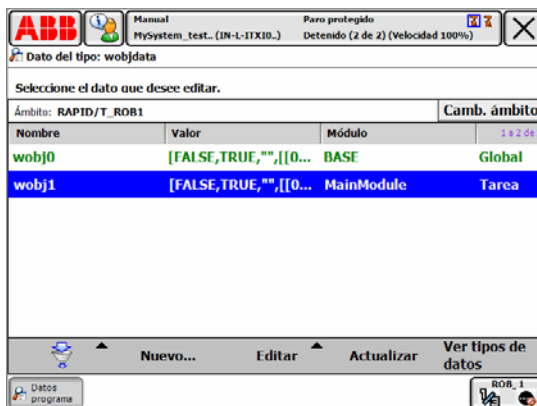 ABB
Manual
MySystem_test.. (IN-L-ITXI0..)
Paro protegido
Detenido (2 de 2) (Velocidad 100%)
Dato del tipo: wobjdata
Seleccione el dato que desee editar.
Ámbito: RAPID/T_ROB1
Camb. ámbito
Nombre Valor Módulo 1 a 2 de
wobj0 [FALSE,TRUE,"",[[0... BASE Global
wobj1 [FALSE,TRUE,"",[[0... MainModule Tarea
Nuevo... Editar Actualizar Ver tipos de
datos
Datos
programa
ROB_1